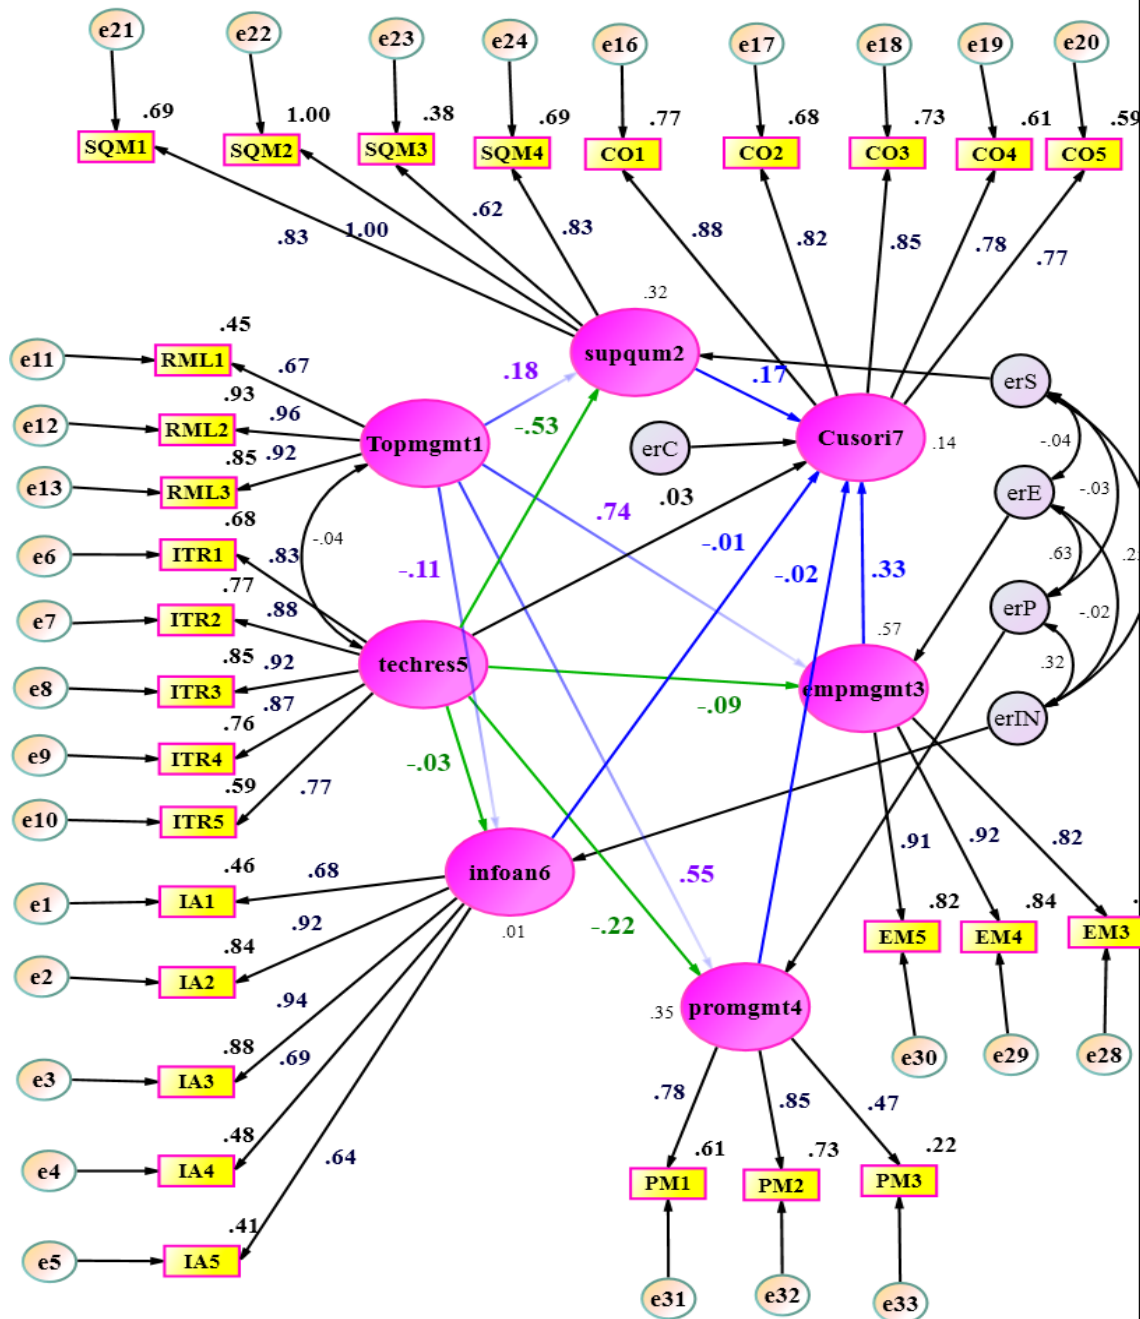 e21 e22 e23 e24 e16 e17 e18 e19 e20
.69 1.00 .38 .69 .77 .68 .73 .61 .59
SQM1 SQM2 SQM3 SQM4 CO1 CO2 CO3 CO4 CO5
.83 1.00 .62 .83 .88 .82 .85 .78 .77
.32
supqum2
.45
e11 RML1 .67
.18 .17
erS
.93
e12 RML2 .96
-.53
Topmgmt1
erC
Cusori7 .14
-.04
.85 .92
e13 RML3
.03
erE
-.03
.68
.74
e6 ITR1 .83
-.04
-.11
-.01
-.02 .33
.63 .2
.77
e7 ITR2 .88
erP
-.02
.57
.85 .92
techres5
.32
e8 ITR3
.87
empmgmt3
-.09
erIN
.76
e9 ITR4
-.03
.59 .77
e10 ITR5
.91 .92 .82
.46 .68
infoan6
.55
e1 IA1
.92
.01
-.22
.82 .84 .
EM5 EM4 EM3
.84
e2 IA2
.94
.35 promgmt4
.88 .69
e30 e29 e28
e3 IA3
.78 .85 .47
.48 .64
.61 .73 .22
e4 IA4
PM1 PM2 PM3
.41
e5 IA5
e31 e32 e33